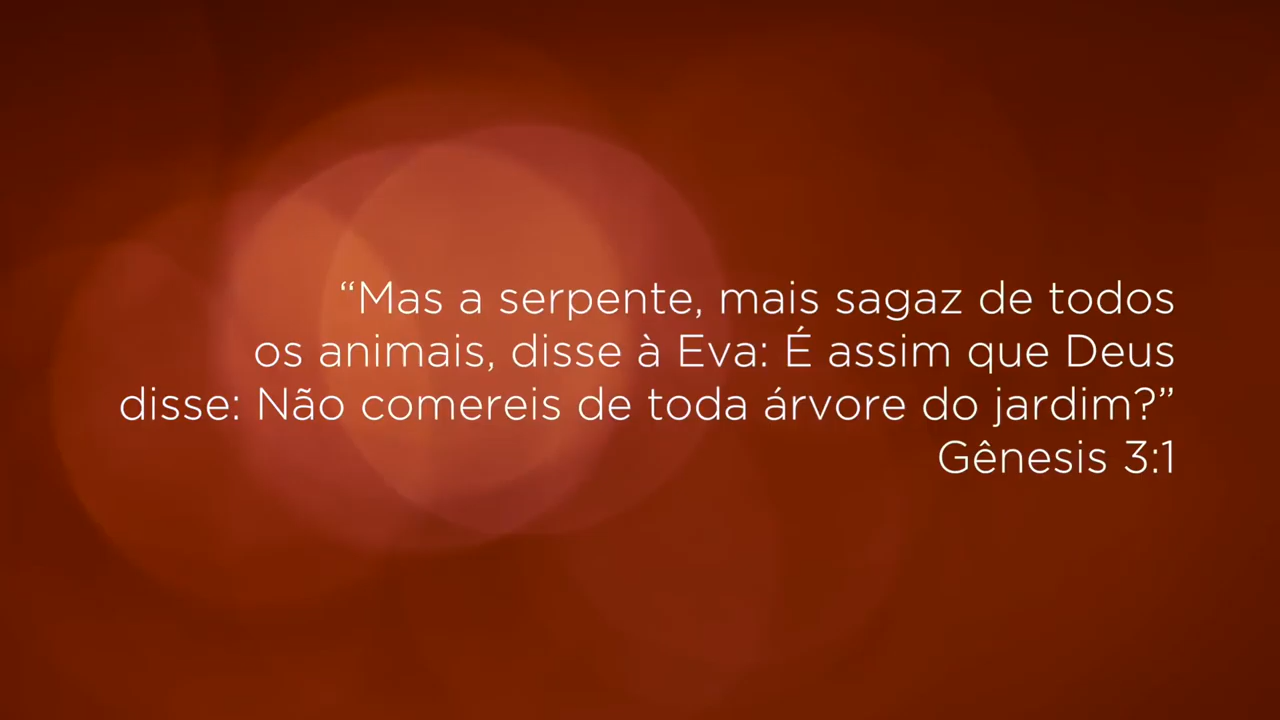 “Mas a serpente, mais sagaz de todos
os animais, disse à Eva: É assim que Deus
disse: Não comereis de toda árvore do jardim?”
Gênesis 3:1